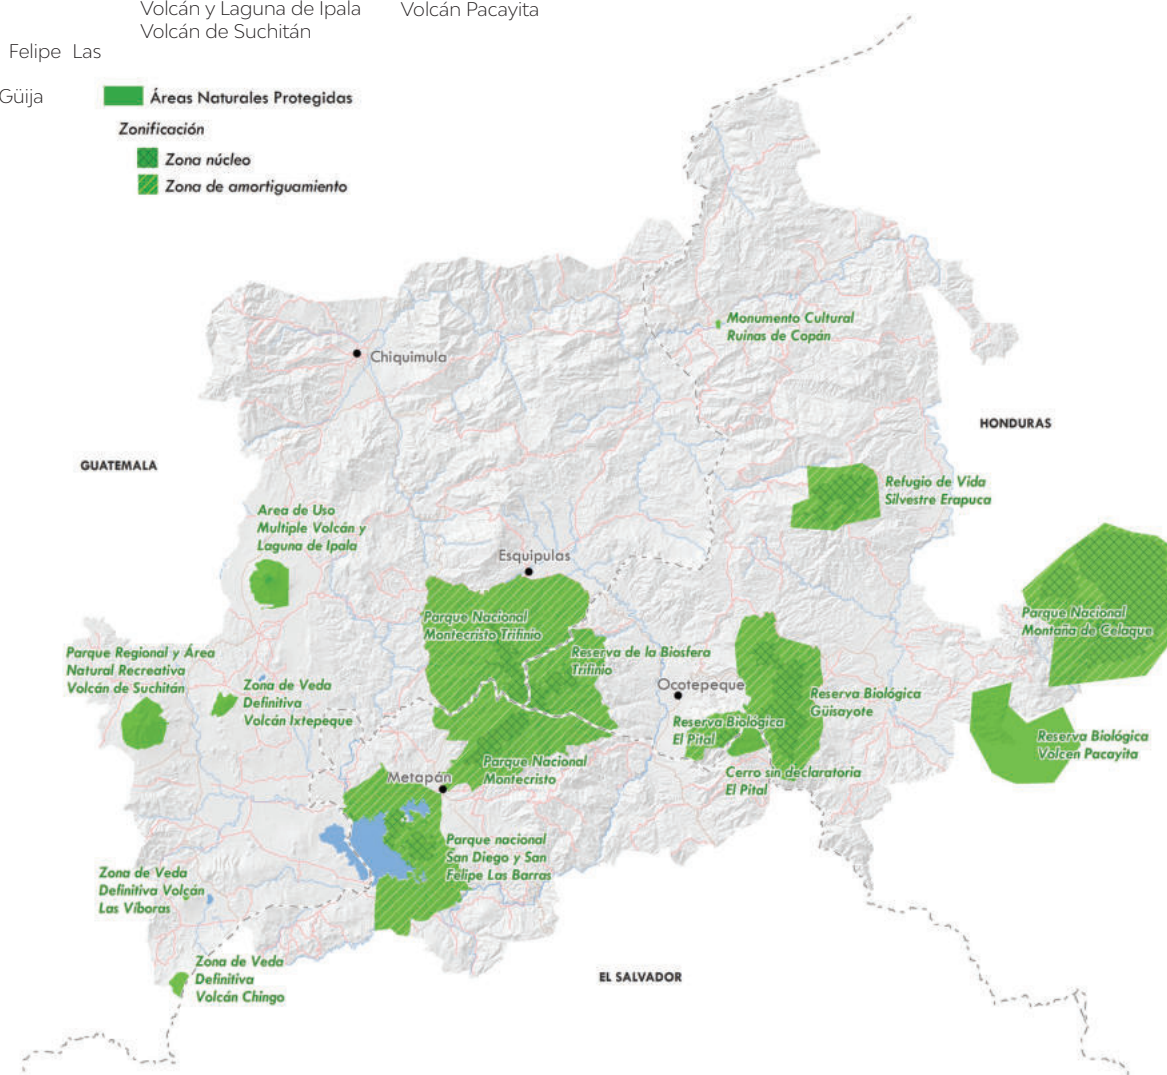 Volcán y Laguna de Ipala
Volcán de Suchitán
Volcán Pacayita
Felipe Las
Güija
Áreas Naturales Protegidas
Zonificación
Zona núcleo
Zona de amortiguamiento
Monumento Cultural
Ruinas de Copán
Chiquimula
HONDURAS
GUATEMALA
Refugio de Vida
Silvestre Erapuca
Area de Uso
Multiple Volcán y
Laguna de Ipala
Esquipulas
Parque Nacional
Montecristo Trifinio
Parque Nacional
Montaña de Celaque
Parque Regional y Área
Natural Recreativa
Volcán de Suchitán
Reserva de la Biosfera
Trifinio
Zona de Veda
Definitiva
Volcán Ixtepeque
Ocotepeque
Reserva Biológica
Güisayote
Reserva Biológica
El Pital
Reserva Biológica
Volcen Pacayita
Parque Nacional
Montecristo
Cerro sin declaratoria
El Pital
Metapán
Parque nacional
San Diego y San
Felipe Las Barras
Zona de Veda
Definitiva Volcán
Las Víboras
Zona de Veda
Definitiva
Volcán Chingo
EL SALVADOR